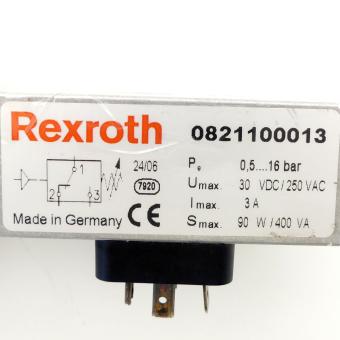 Rexroth 0821100013
1
2 3
24/06
7920
Pe 0,5....16 bar
Umax. 30 VDC/250 VAC
Imax. 3 A
Smax. 90 W/400 VA
Made in Germany CE